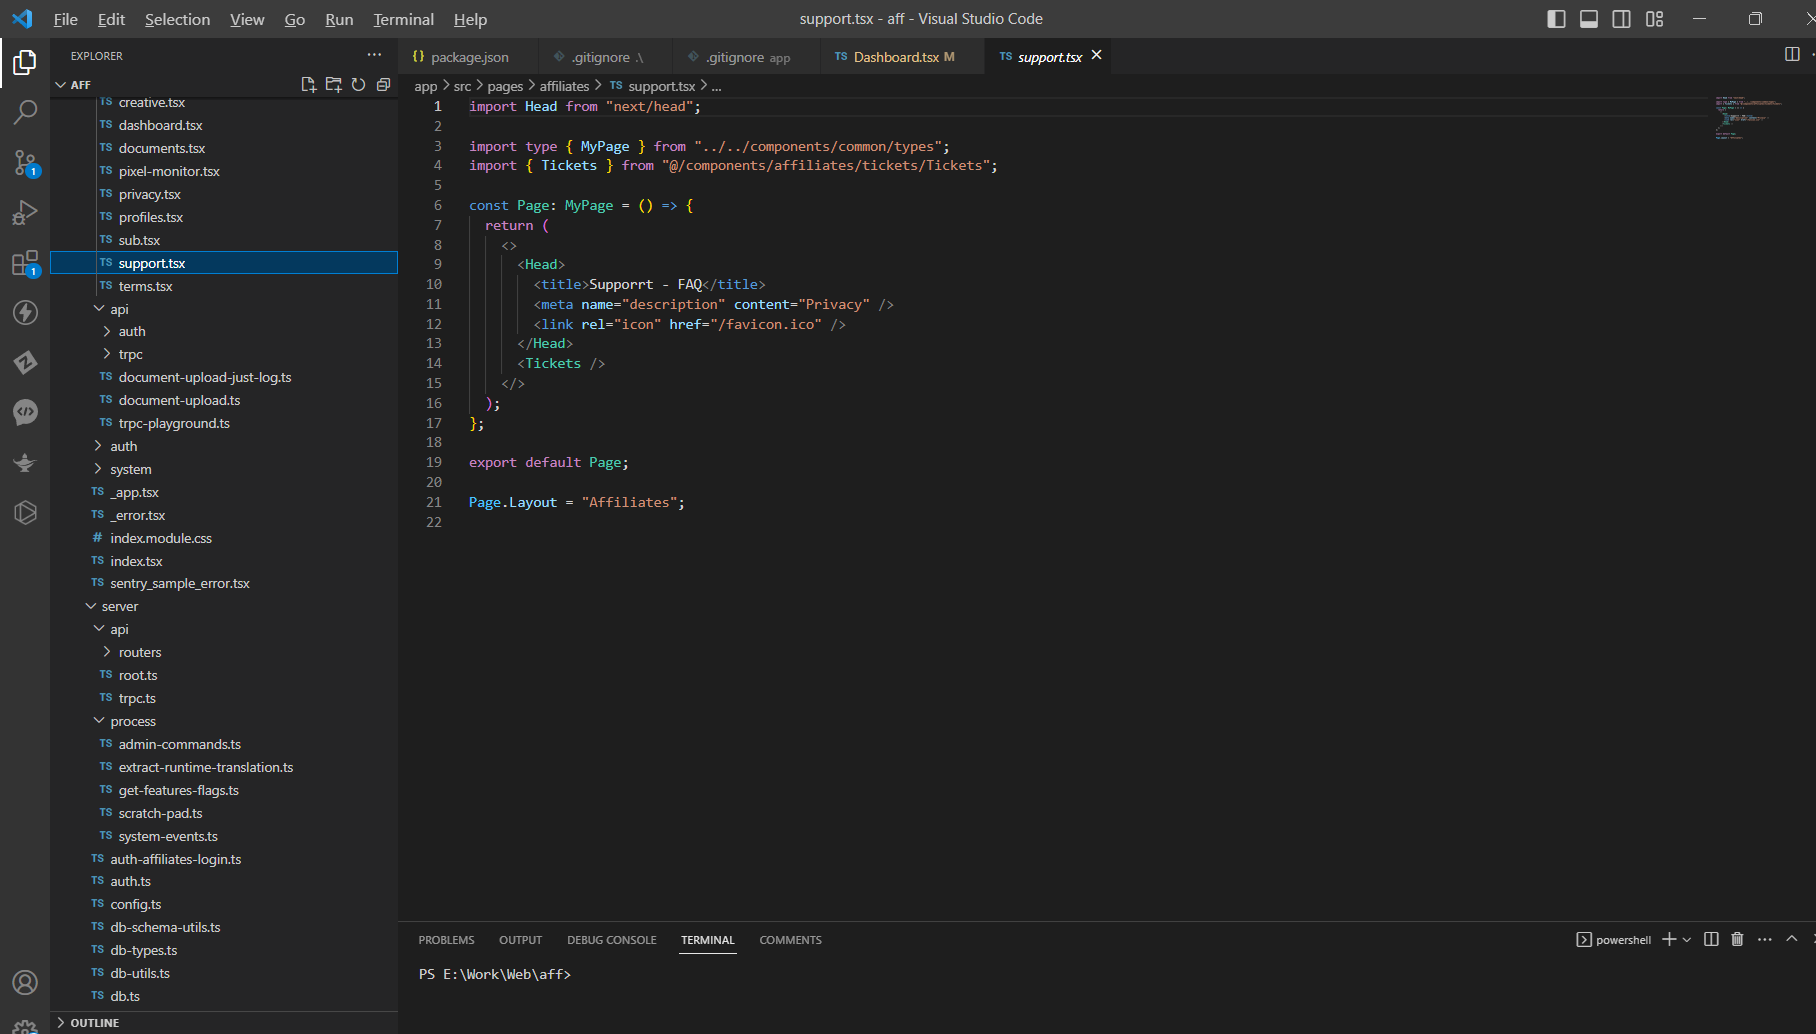 File Edit Selection View Go Run Terminal Help
support.tsx - aff - Visual Studio Code
EXPLORER
AFF
creative.tsx
TS dashboard.tsx
TS documents.tsx
TS pixel-monitor.tsx
TS privacy.tsx
TS profiles.tsx
TS sub.tsx
TS support.tsx
TS terms.tsx
api
auth
trpc
TS document-upload-just-log.ts
TS document-upload.ts
TS trpc-playground.ts
auth
system
TS _app.tsx
TS _error.tsx
# index.module.css
TS index.tsx
TS sentry_sample_error.tsx
server
api
routers
TS root.ts
TS trpc.ts
process
TS admin-commands.ts
TS extract-runtime-translation.ts
TS get-features-flags.ts
TS scratch-pad.ts
TS system-events.ts
TS auth-affiliates-login.ts
TS auth.ts
TS config.ts
TS db-schema-utils.ts
TS db-types.ts
TS db-utils.ts
TS db.ts
OUTLINE
1
1
{} package.json
.gitignore .\
.gitignore app
TS Dashboard.tsx M
TS support.tsx
app > src > pages > affiliates > TS support.tsx > ...
1 import Head from "next/head";
2
3 import type { MyPage } from "../../components/common/types";
4 import { Tickets } from "@/components/affiliates/tickets/Tickets";
5
6 const Page: MyPage = () => {
7 return (
8 <>
9 <Head>
10 <title>Supporrt - FAQ</title>
11 <meta name="description" content="Privacy" />
12 <link rel="icon" href="/favicon.ico" />
13 </Head>
14 <Tickets />
15 </>
16 );
17 };
18
19 export default Page;
20
21 Page.Layout = "Affiliates";
22
PROBLEMS OUTPUT DEBUG CONSOLE TERMINAL COMMENTS
powershell
PS E:\Work\Web\aff>